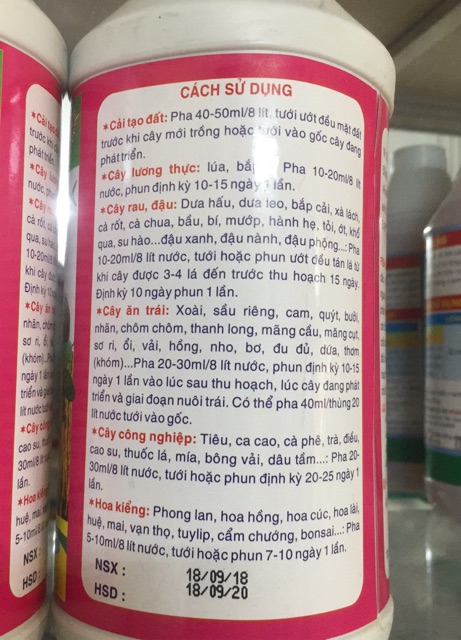 CÁCH SỬ DỤNG
*Cải tạo đất: Pha 40-50ml/8 lít, tưới ướt đều mặt đất
trước khi cây mới trồng hoặc tưới vào gốc cây đang
phát triển.
*Cây lương thực: lúa, bắp Pha 10-20ml/8 lít
nước, phun định kỳ 10-15 ngày 1 lần.
*Cây rau, đậu: Dưa hấu, dưa leo, bắp cải, xà lách,
cà rốt, cà chua, bầu, bí, mướp, hành hẹ, tỏi, ớt, khổ
qua, su hào...đậu xanh, đậu nành, đậu phộng...: Pha
10-20ml/8 lít nước, tưới hoặc phun ướt đều tán lá từ
khi cây được 3-4 lá đến trước thu hoạch 15 ngày.
Định kỳ 10 ngày phun 1 lần.
*Cây ăn trái: Xoài, sầu riêng, cam, quýt, bưởi,
nhãn, chôm chôm, thanh long, mãng cầu, măng cụt,
sơ ri, ổi, vải, hồng, nho, bơ, đu đủ, dứa, thơm
(khóm)...Pha 20-30ml/8 lít nước, phun định kỳ 10-15
ngày 1 lần vào lúc sau thu hoạch, lúc cây đang phát
triển và giai đoạn nuôi trái. Có thể pha 40ml/thùng 20
lít nước tưới vào gốc.
*Cây công nghiệp: Tiêu, ca cao, cà phê, trà, điều,
cao su, thuốc lá, mía, bông vải, dâu tằm...: Pha 20-
30ml/8 lít nước, tưới hoặc phun định kỳ 20-25 ngày 1
lần.
*Hoa kiểng: Phong lan, hoa hồng, hoa cúc, hoa lài,
huệ, mai, vạn thọ, tuylip, cẩm chướng, bonsai...: Pha
5-10ml/8 lít nước, tưới hoặc phun 7-10 ngày 1 lần.
NSX : 18/09/18
HSD : 18/09/20